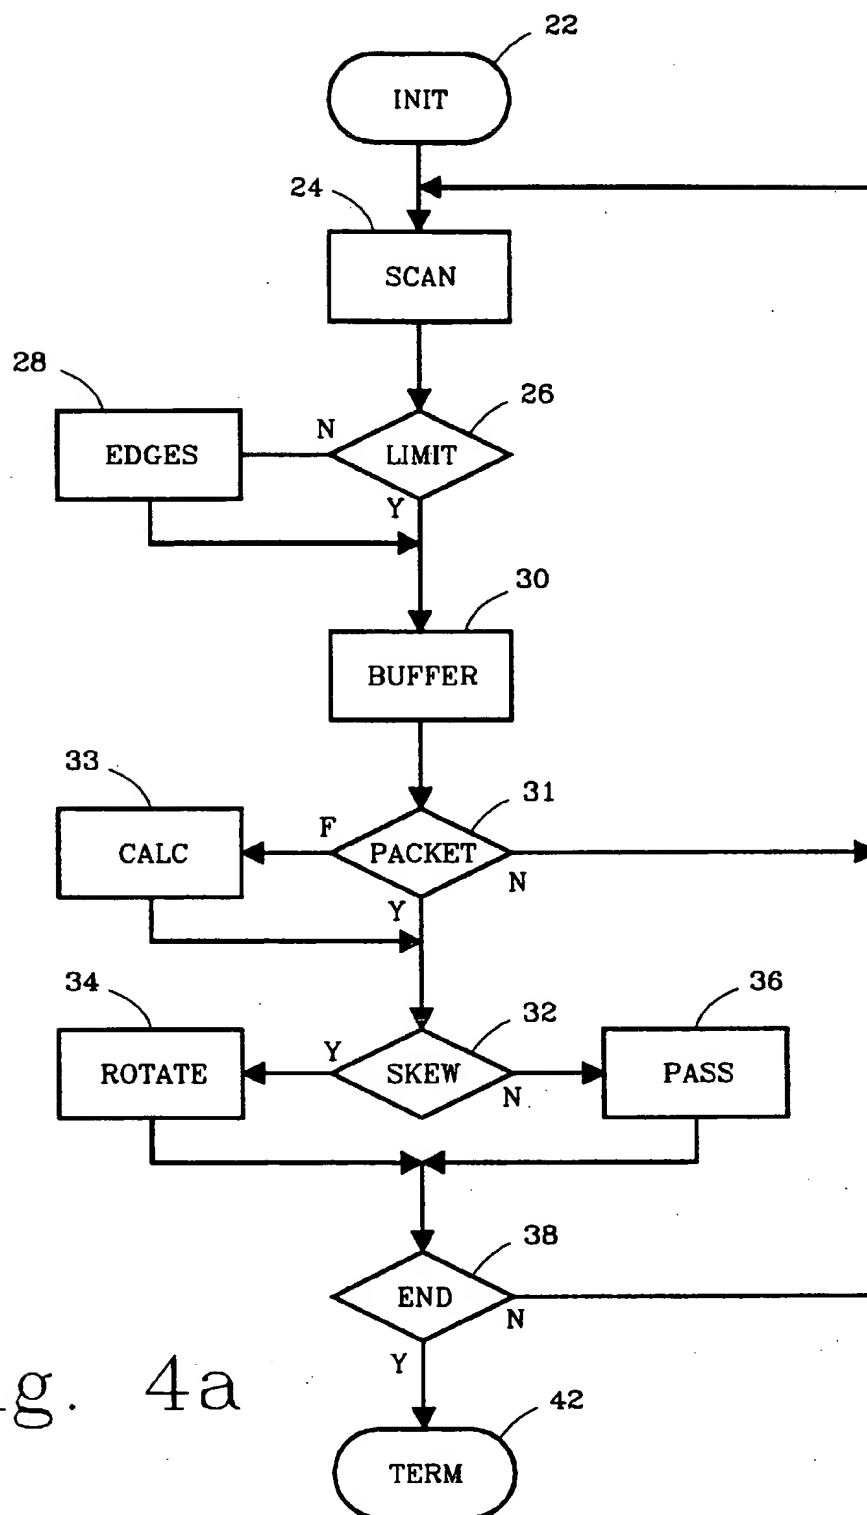 22
INIT
24
SCAN
28
26
EDGES
N
LIMIT
Y
30
BUFFER
33
31
CALC
F
PACKET
N
Y
34
32
36
ROTATE
Y
SKEW
N
PASS
38
END
N
Y
g. 4a
42
TERM